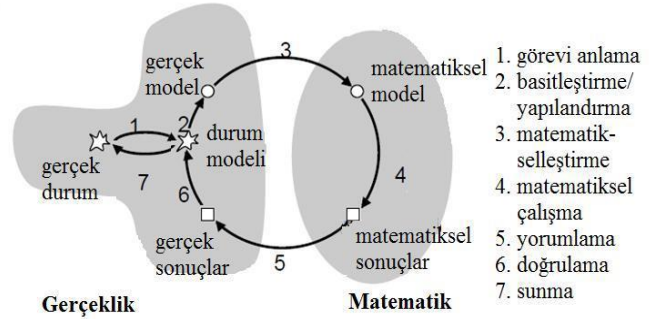 gerçek
model
3
matematiksel
model
1
2
durum
modeli
gerçek
durum
7
6
4
gerçek
sonuçlar
5
matematiksel
sonuçlar
Gerçeklik
Matematik
1. görevi anlama
2. basitleştirme/
yapılandırma
3. matematik-
selleştirme
4. matematiksel
çalışma
5. yorumlama
6. doğrulama
7. sunma